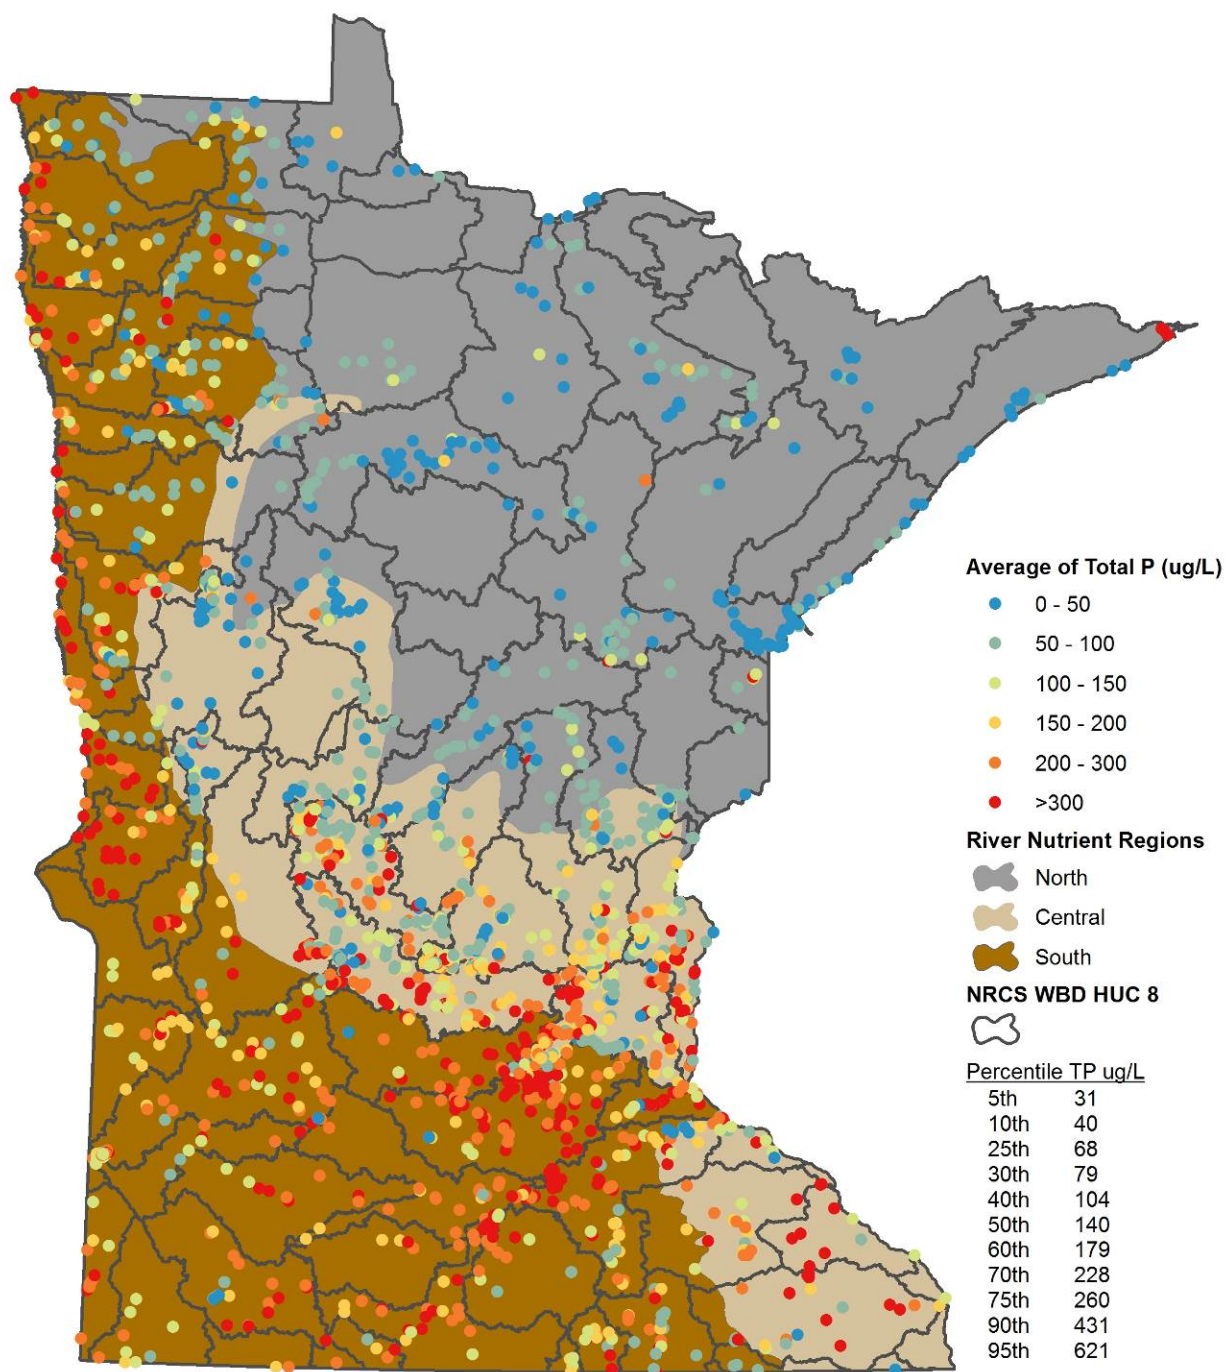 Average of Total P (ug/L)
0 - 50
50 - 100
100 - 150
150 - 200
200 - 300
>300
River Nutrient Regions
North
Central
South
NRCS WBD HUC 8
Percentile TP ug/L
5th 31
10th 40
25th 68
30th 79
40th 104
50th 140
60th 179
70th 228
75th 260
90th 431
95th 621